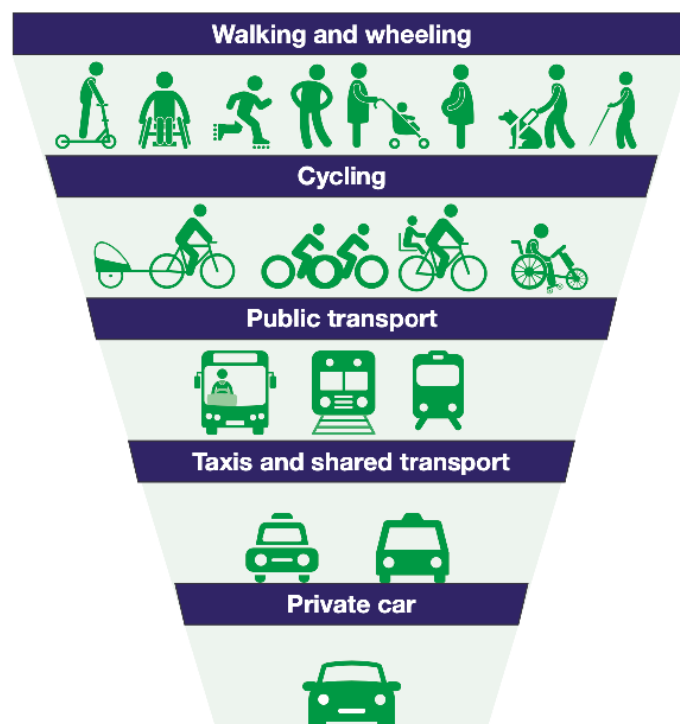 Walking and wheeling
Cycling
Public transport
Taxis and shared transport
Private car